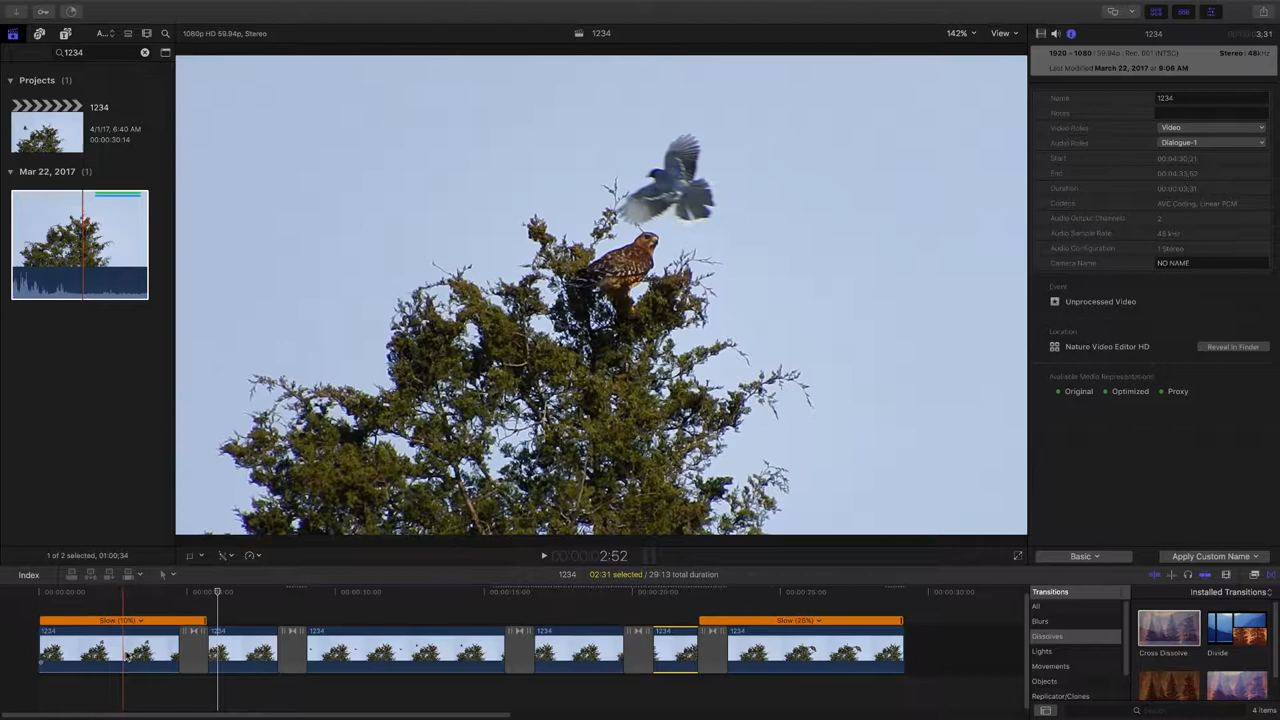 1234
A...
1080p HD 59.94p, Stereo
1234
142%
View
1234
3:31
Projects (1)
1234
4/1/17, 6:40 AM
00:00:30:14
Mar 22, 2017 (1)
1920 × 1080 59.94p Rec. 601 (NTSC)
Stereo 48kHz
Last Modified March 22, 2017 at 9:06 AM
Name 1234
Notes
Video Roles Video
Audio Roles Dialogue-1
Start 00:04:30;21
End 00:04:33;52
Duration 00:00:03;31
Codecs AVC Coding, Linear PCM
Audio Output Channels 2
Audio Sample Rate 48 kHz
Audio Configuration 1 Stereo
Camera Name NO NAME
Event
Unprocessed Video
Location
Nature Video Editor HD Reveal In Finder
Available Media Representations
Original Optimized Proxy
1 of 2 selected, 01:00;34
2:52
Basic
Apply Custom Name
Index
1234
02:31 selected / 29:13 total duration
00:00:00:00
00:00:10:00
00:00:15:00
00:00:20:00
00:00:25:00
00:00:30:00
Slow (10%)
Slow (25%)
1234
1234
1234
1234
1234
1234
Transitions
Installed Transitions
All
Blurs
Dissolves
Lights
Movements
Objects
Replicator/Clones
Cross Dissolve
Divide
Search
4 items